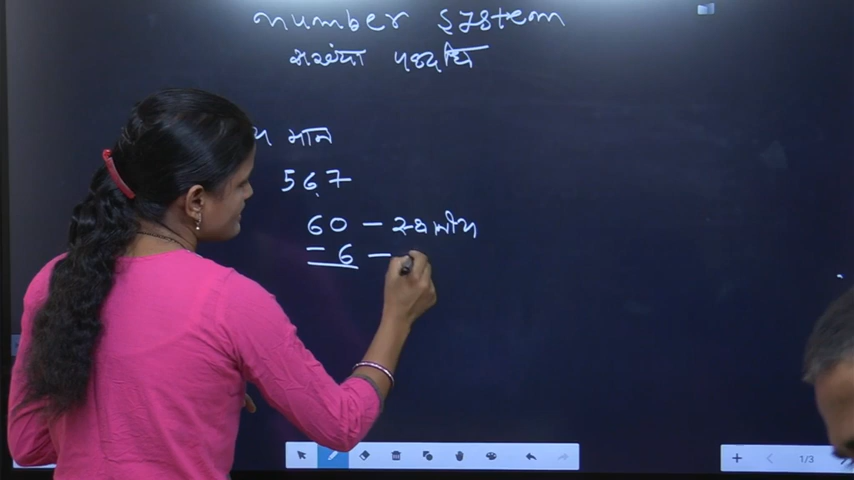 number system
સંખ્યા પદ્ધતિ
ય માન
567
60 – સ્થાનીય
– 6 –
1/3